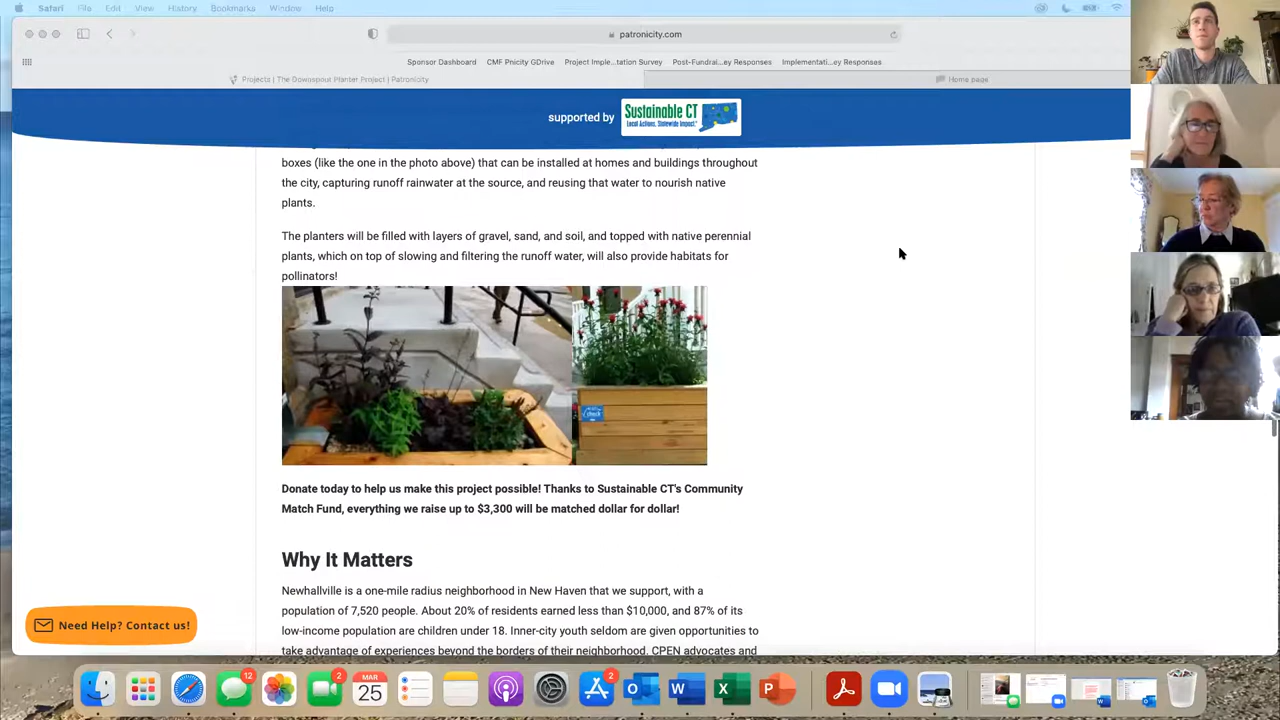 Safari File Edit View History Bookmarks Window Help
patronicity.com
Sponsor Dashboard CMF Pnicity GDrive Project Imple...tation Survey Post-Fundrai...ey Responses Implementati...ey Responses
Projects | The Downspout Planter Project | Patronicity Home page
supported by Sustainable CT
Local Actions. Statewide Impact.
boxes (like the one in the photo above) that can be installed at homes and buildings throughout
the city, capturing runoff rainwater at the source, and reusing that water to nourish native
plants.
The planters will be filled with layers of gravel, sand, and soil, and topped with native perennial
plants, which on top of slowing and filtering the runoff water, will also provide habitats for
pollinators!
Donate today to help us make this project possible! Thanks to Sustainable CT's Community
Match Fund, everything we raise up to $3,300 will be matched dollar for dollar!
Why It Matters
Newhallville is a one-mile radius neighborhood in New Haven that we support, with a
population of 7,520 people. About 20% of residents earned less than $10,000, and 87% of its
low-income population are children under 18. Inner-city youth seldom are given opportunities to
take advantage of experiences beyond the borders of their neighborhood. CPEN advocates and
Need Help? Contact us!
12 2 MAR 2
25